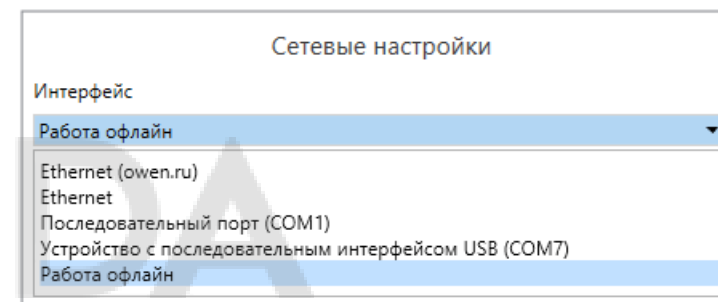 Сетевые настройки
Интерфейс
Работа офлайн
Ethernet (owen.ru)
Ethernet
Последовательный порт (COM1)
Устройство с последовательным интерфейсом USB (COM7)
Работа офлайн
DA